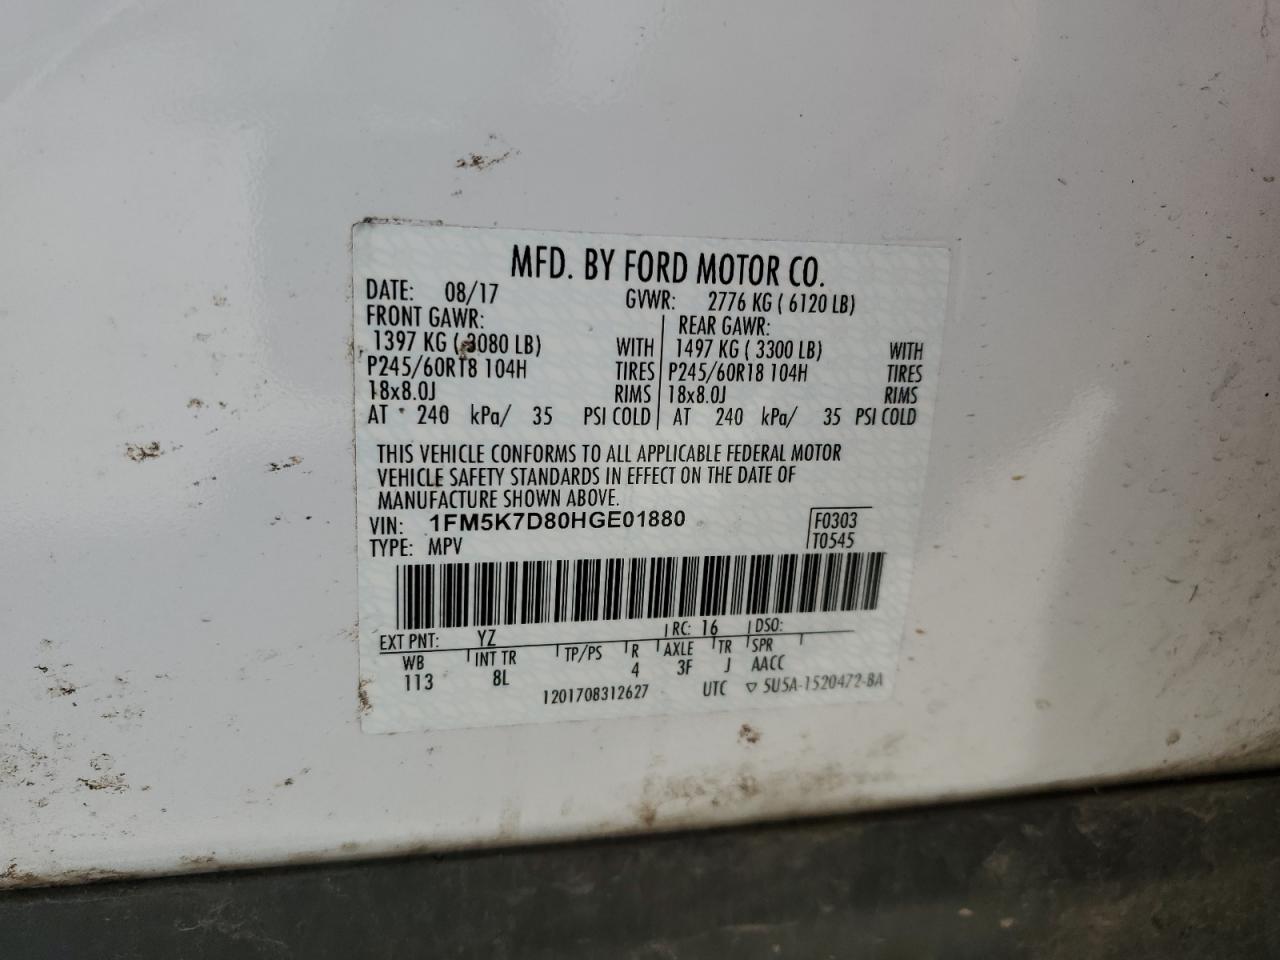 MFD. BY FORD MOTOR CO.
DATE: 08/17 GVWR: 2776 KG ( 6120 LB)
FRONT GAWR: REAR GAWR:
1397 KG ( 3080 LB) WITH 1497 KG ( 3300 LB) WITH
P245/60R18 104H TIRES P245/60R18 104H TIRES
18x8.0J RIMS 18x8.0J RIMS
AT 240 kPa/ 35 PSI COLD AT 240 kPa/ 35 PSI COLD
THIS VEHICLE CONFORMS TO ALL APPLICABLE FEDERAL MOTOR
VEHICLE SAFETY STANDARDS IN EFFECT ON THE DATE OF
MANUFACTURE SHOWN ABOVE.
VIN: 1FM5K7D80HGE01880 F0303
TYPE: MPV T0545
EXT PNT: YZ RC: 16 DSO:
WB INT TR TP/PS R AXLE TR SPR
113 8L 4 3F J AACC
1201708312627 UTC ▽ 5U5A-1520472-BA